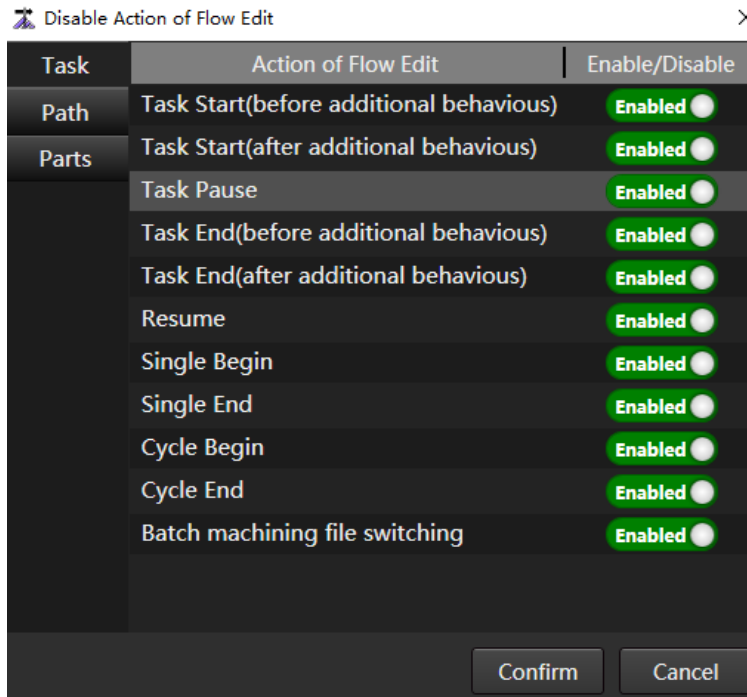 Disable Action of Flow Edit
Task Action of Flow Edit Enable/Disable
Path Task Start(before additional behavious) Enabled
Parts Task Start(after additional behavious) Enabled
Task Pause Enabled
Task End(before additional behavious) Enabled
Task End(after additional behavious) Enabled
Resume Enabled
Single Begin Enabled
Single End Enabled
Cycle Begin Enabled
Cycle End Enabled
Batch machining file switching Enabled
Confirm Cancel